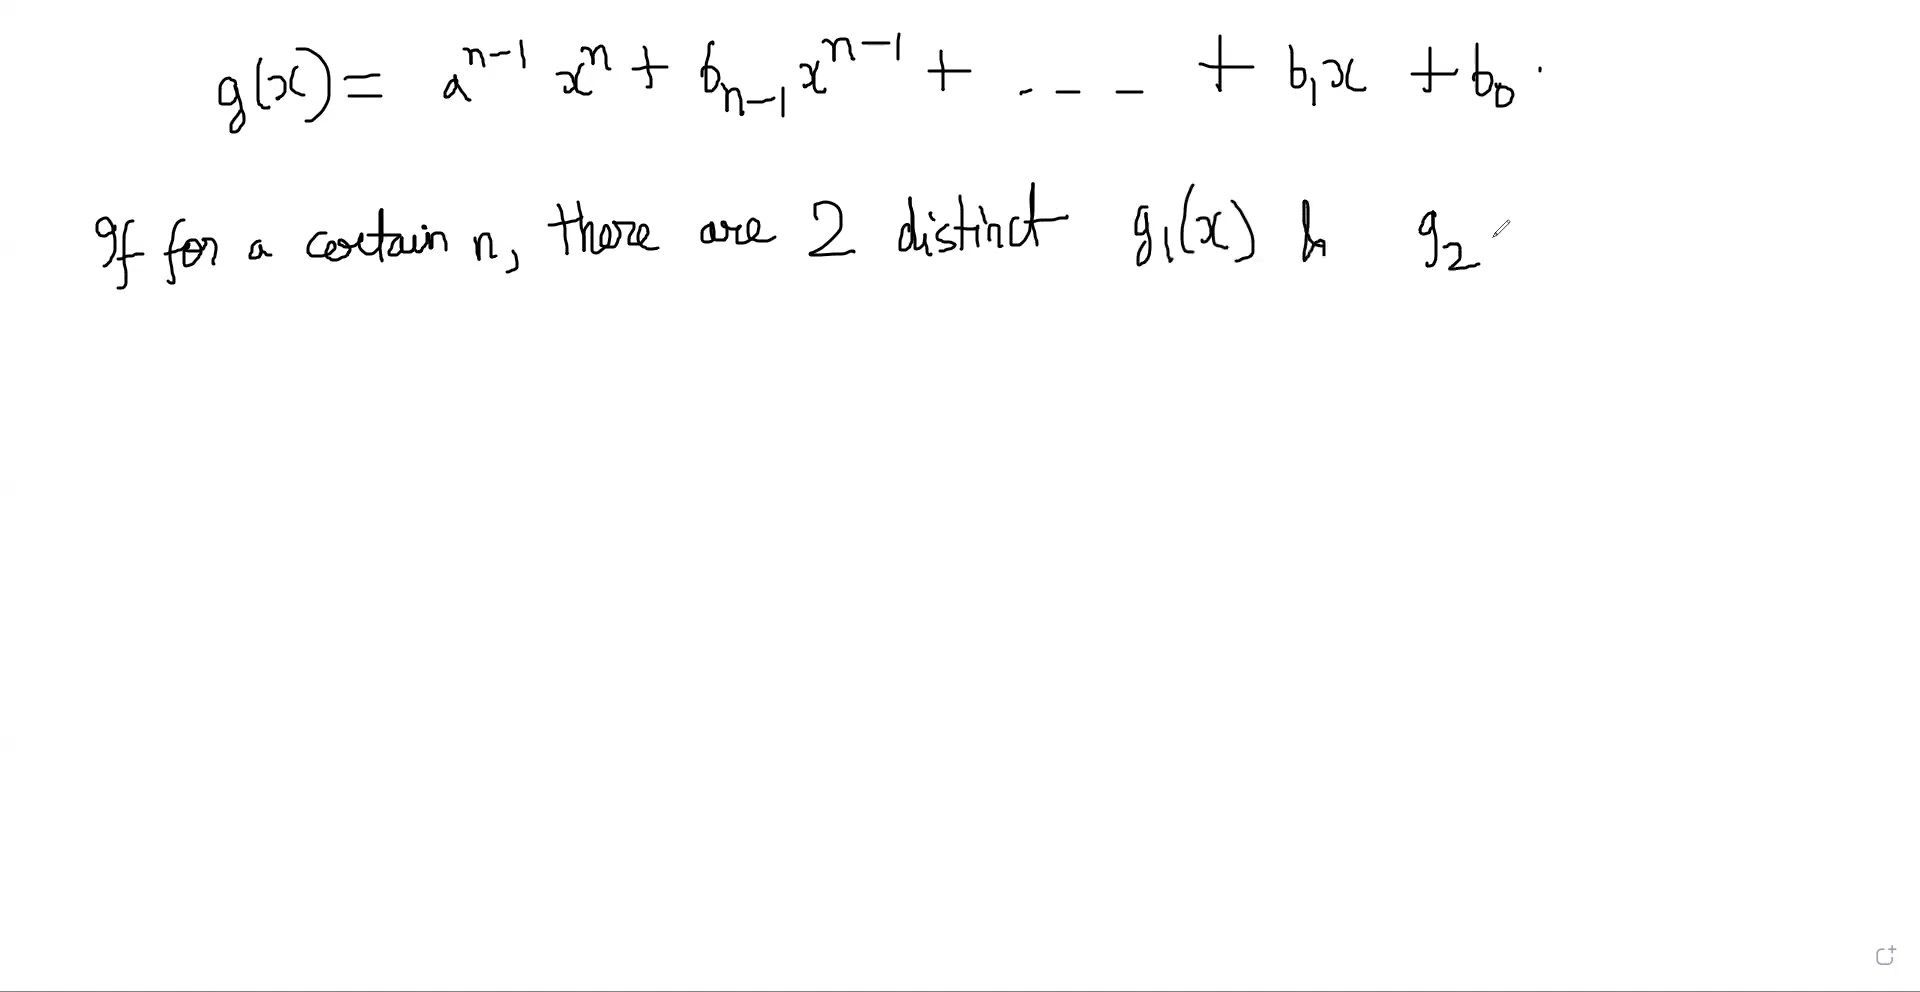 g(x) = a^{n-1} x^n + b_{n-1} x^{n-1} + . - - + b_1 x + b_0 .
If for a certain n, there are 2 distinct g_1(x) & g_2